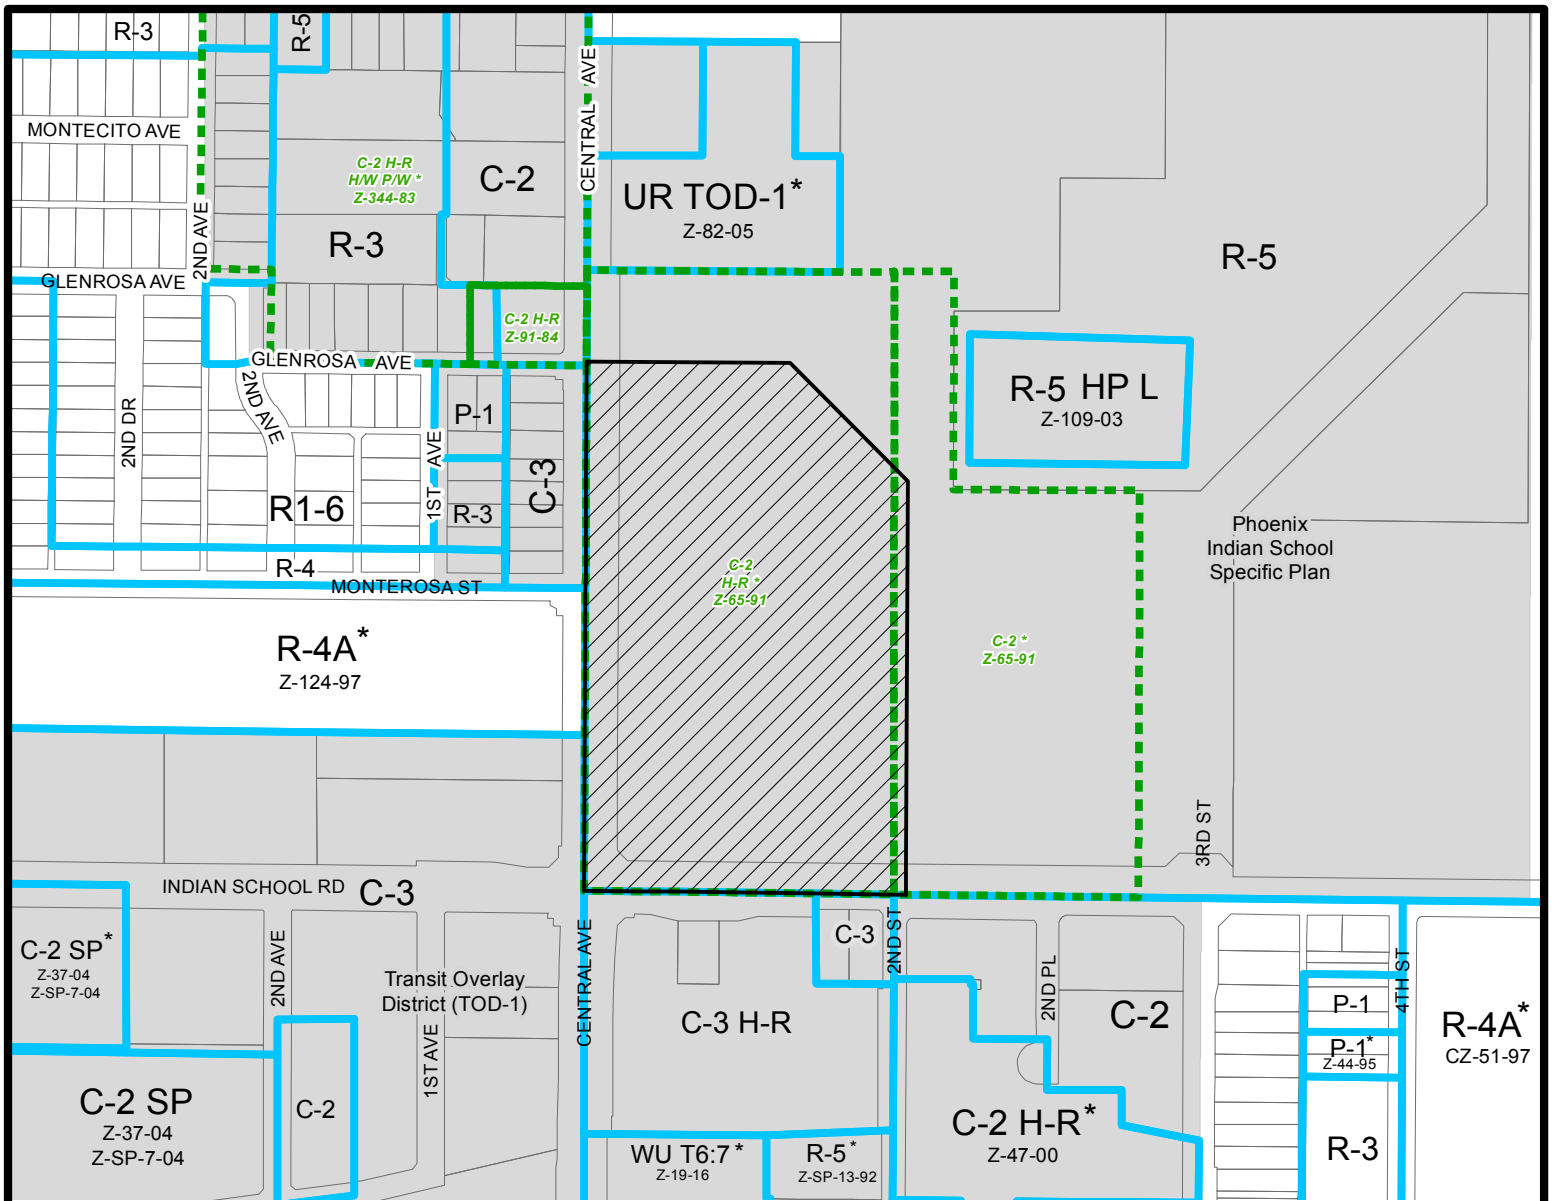 R-3
R-5
MONTECITO AVE
2ND AVE
C-2 H-R
H/W P/W *
Z-344-83
C-2
R-3
CENTRAL AVE
UR TOD-1*
Z-82-05
R-5
GLENROSA AVE
C-2 H-R
Z-91-84
GLENROSA AVE
2ND DR
2ND AVE
P-1
1ST AVE
C-3
R1-6
R-3
R-4
MONTEROSA ST
R-5 HP L
Z-109-03
Phoenix
Indian School
Specific Plan
C-2
H-R *
Z-65-91
C-2 *
Z-65-91
R-4A*
Z-124-97
3RD ST
INDIAN SCHOOL RD
C-3
C-2 SP*
Z-37-04
Z-SP-7-04
2ND AVE
Transit Overlay
District (TOD-1)
1ST AVE
CENTRAL AVE
C-3
2ND ST
C-3 H-R
2ND PL
C-2
4TH ST
P-1
P-1*
Z-44-95
R-4A*
CZ-51-97
C-2 SP
Z-37-04
Z-SP-7-04
C-2
WU T6:7*
Z-19-16
R-5*
Z-SP-13-92
C-2 H-R*
Z-47-00
R-3